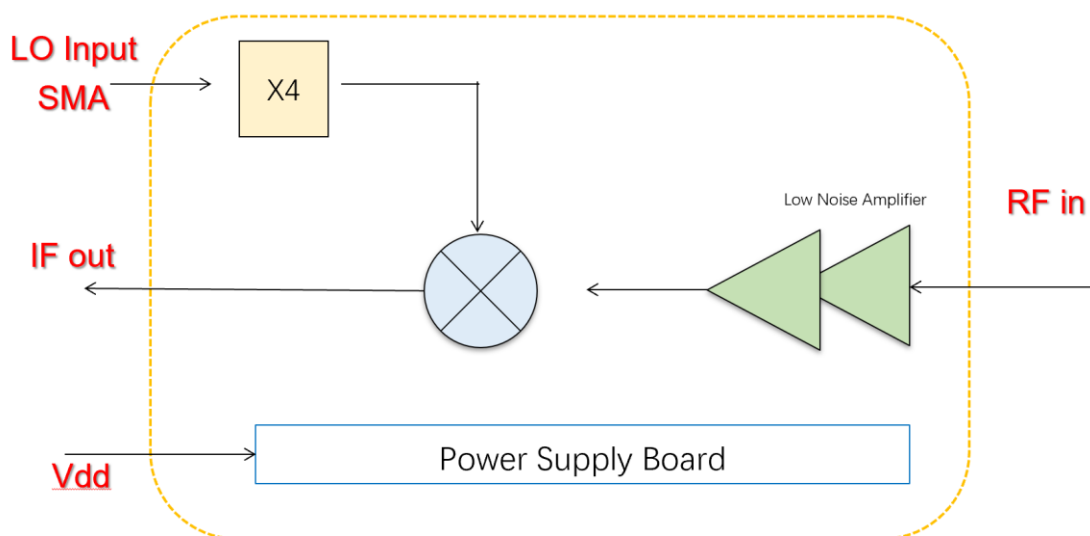 LO Input
SMA
X4
Low Noise Amplifier
RF in
IF out
Vdd
Power Supply Board